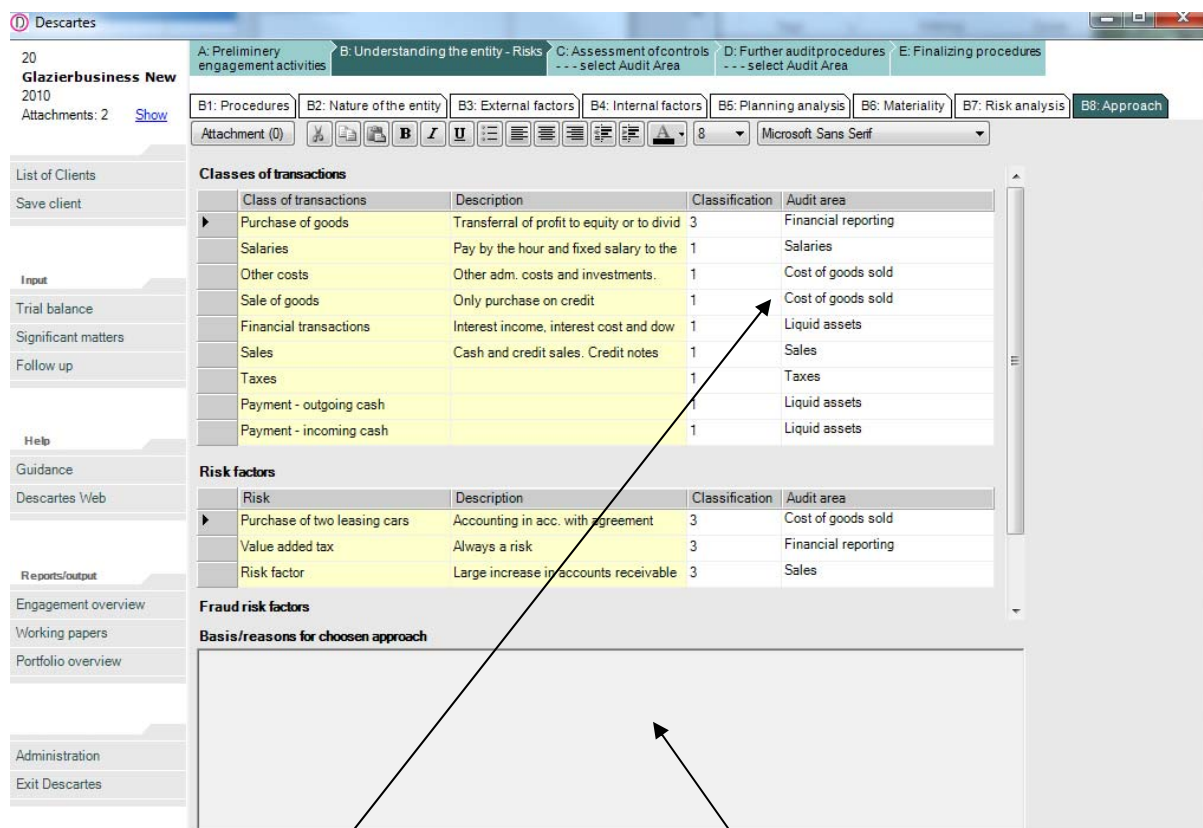 Descartes
20
Glazierbusiness New
2010
Attachments: 2 Show
A: Preliminery
engagement activities
B: Understanding the entity - Risks
C: Assessment of controls
- - - select Audit Area
D: Further audit procedures
- - - select Audit Area
E: Finalizing procedures
B1: Procedures B2: Nature of the entity B3: External factors B4: Internal factors B5: Planning analysis B6: Materiality B7: Risk analysis B8: Approach
Attachment (0) B I U A 8 Microsoft Sans Serif
List of Clients
Save client
Input
Trial balance
Significant matters
Follow up
Help
Guidance
Descartes Web
Reports/output
Engagement overview
Working papers
Portfolio overview
Administration
Exit Descartes
Classes of transactions
Class of transactions Description Classification Audit area
Purchase of goods Transferral of profit to equity or to divid 3 Financial reporting
Salaries Pay by the hour and fixed salary to the 1 Salaries
Other costs Other adm. costs and investments. 1 Cost of goods sold
Sale of goods Only purchase on credit 1 Cost of goods sold
Financial transactions Interest income, interest cost and dow 1 Liquid assets
Sales Cash and credit sales. Credit notes 1 Sales
Taxes 1 Taxes
Payment - outgoing cash 1 Liquid assets
Payment - incoming cash 1 Liquid assets
Risk factors
Risk Description Classification Audit area
Purchase of two leasing cars Accounting in acc. with agreement 3 Cost of goods sold
Value added tax Always a risk 3 Financial reporting
Risk factor Large increase in accounts receivable 3 Sales
Fraud risk factors
Basis/reasons for choosen approach